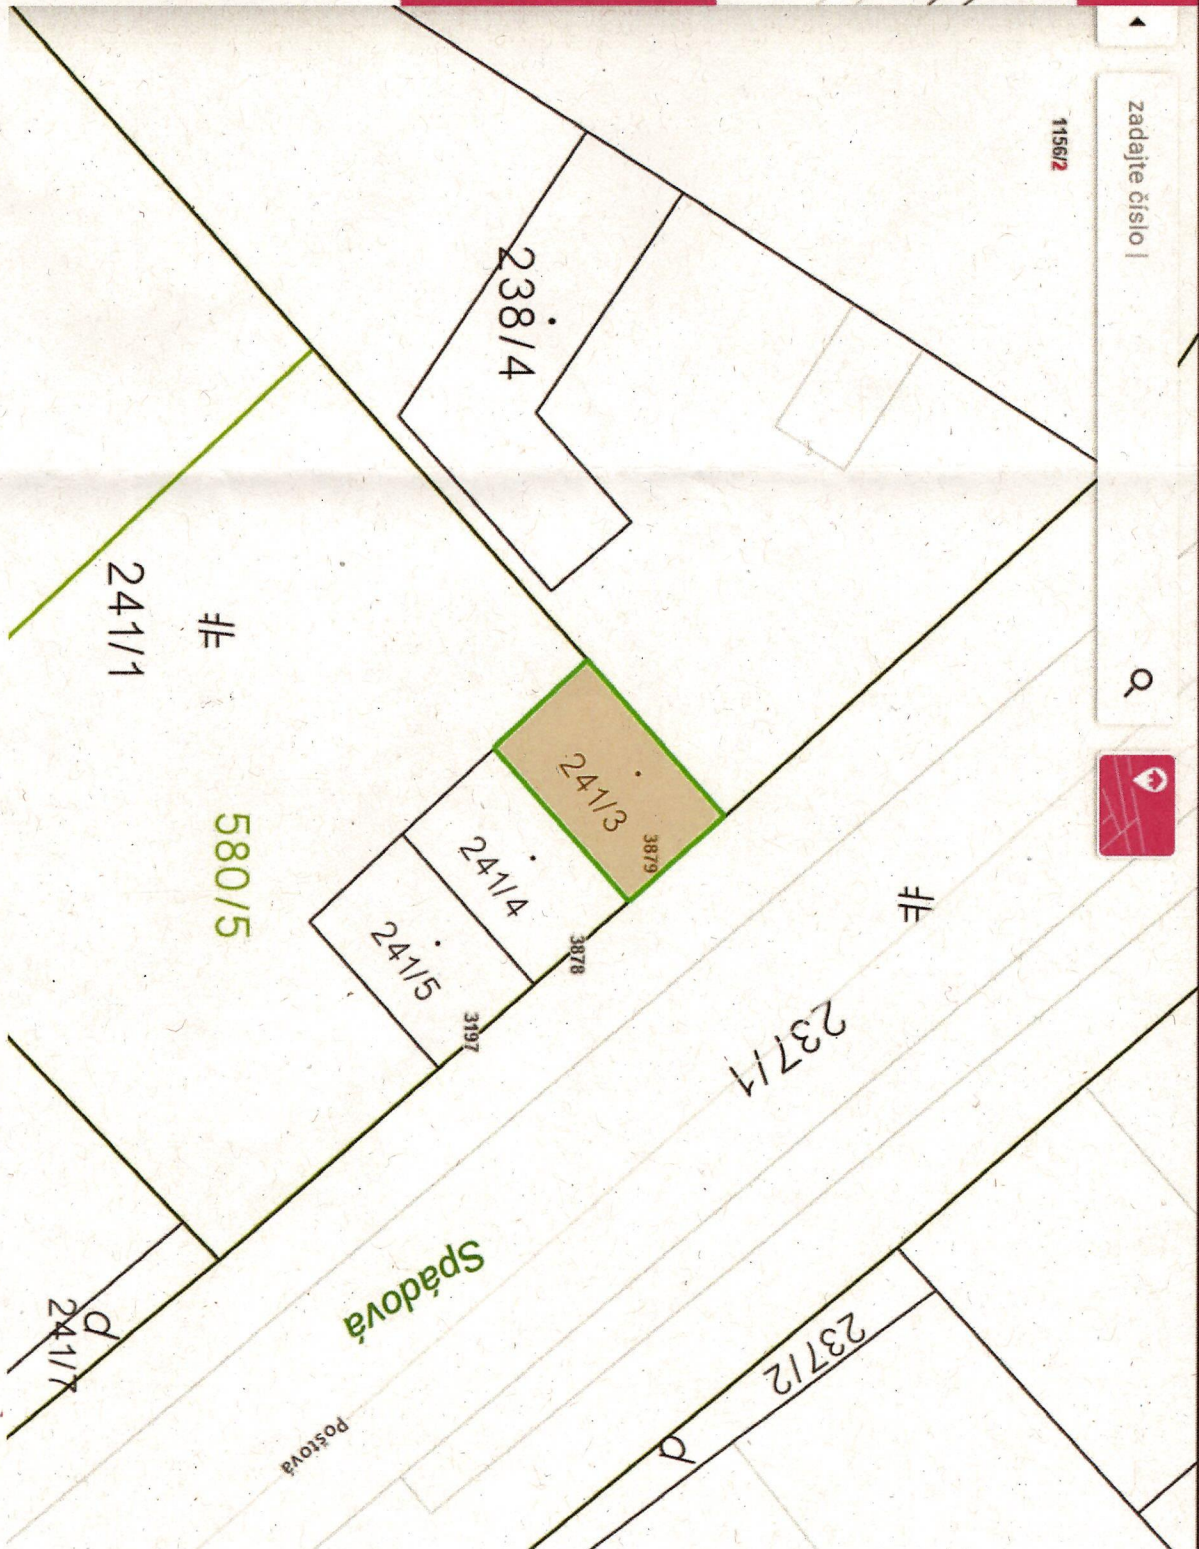 zadajte číslo |
1156/2
238/4
241/1
580/5
241/3
3879
241/4
3878
241/5
3197
237/1
Spádová
Poštová
237/2
d
d
241/7